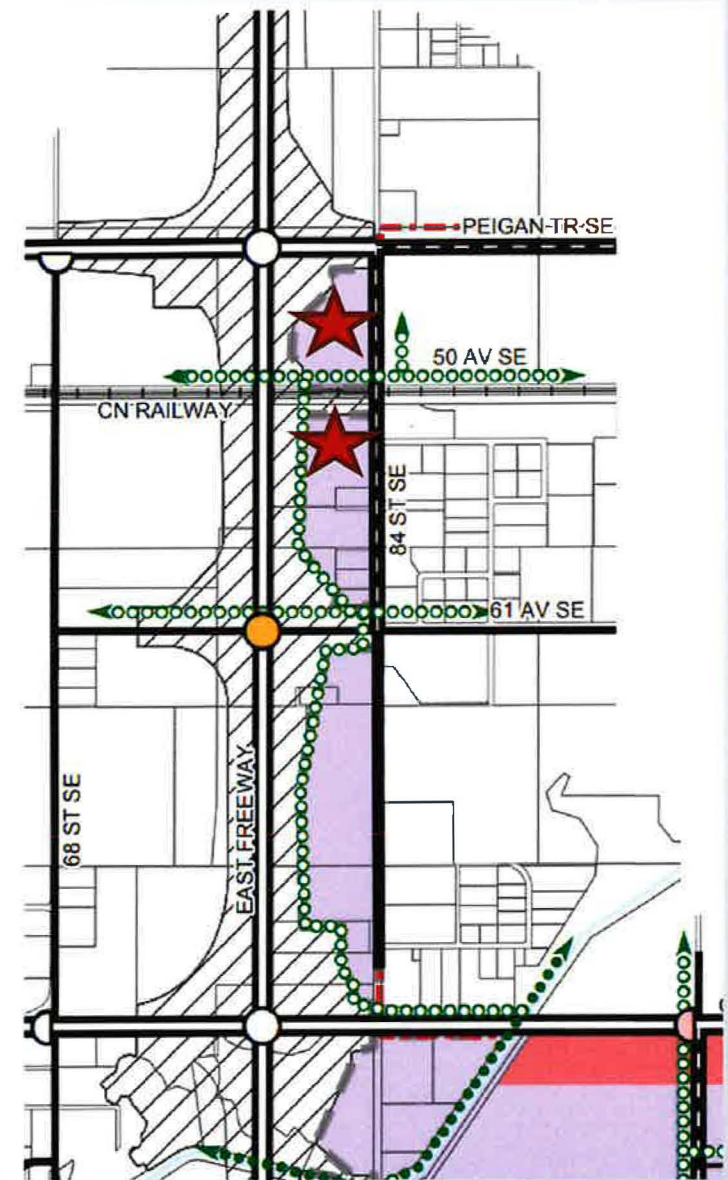 PEIGAN TR SE
50 AV SE
CN RAILWAY
84 ST SE
61 AV SE
68 ST SE
EAST FREEWAY